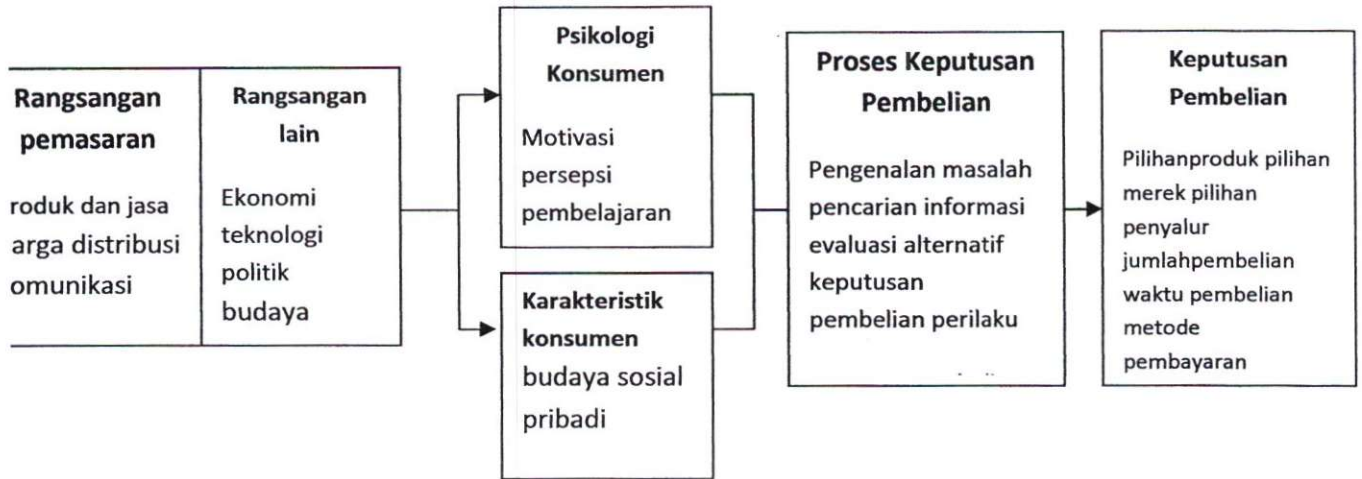 Rangsangan
pemasaran
roduk dan jasa
arga distribusi
omunikasi
Rangsangan
lain
Ekonomi
teknologi
politik
budaya
Psikologi
Konsumen
Motivasi
persepsi
pembelajaran
Karakteristik
konsumen
budaya sosial
pribadi
Proses Keputusan
Pembelian
Pengenalan masalah
pencarian informasi
evaluasi alternatif
keputusan
pembelian perilaku
Keputusan
Pembelian
Pilihanproduk pilihan
merek pilihan
penyalur
jumlahpembelian
waktu pembelian
metode
pembayaran